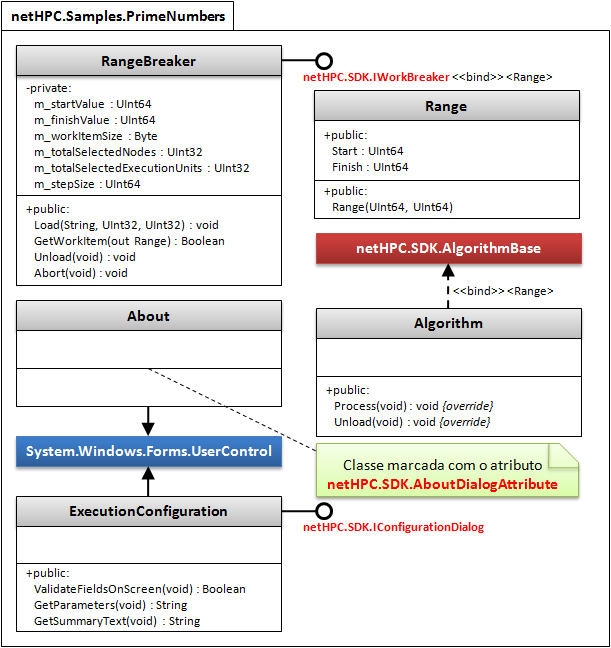 netHPC.Samples.PrimeNumbers
RangeBreaker
-private:
m_startValue : UInt64
m_finishValue : UInt64
m_workItemSize : Byte
m_totalSelectedNodes : UInt32
m_totalSelectedExecutionUnits : UInt32
m_stepSize : UInt64
+public:
Load(String, UInt32, UInt32) : void
GetWorkItem(out Range) : Boolean
Unload(void) : void
Abort(void) : void
netHPC.SDK.IWorkBreaker <<bind>> <Range>
Range
+public:
Start : UInt64
Finish : UInt64
+public:
Range(UInt64, UInt64)
netHPC.SDK.AlgorithmBase
<<bind>> <Range>
About
Algorithm
+public:
Process(void) : void {override}
Unload(void) : void {override}
System.Windows.Forms.UserControl
Classe marcada com o atributo
netHPC.SDK.AboutDialogAttribute
ExecutionConfiguration
netHPC.SDK.IConfigurationDialog
+public:
ValidateFieldsOnScreen(void) : Boolean
GetParameters(void) : String
GetSummaryText(void) : String